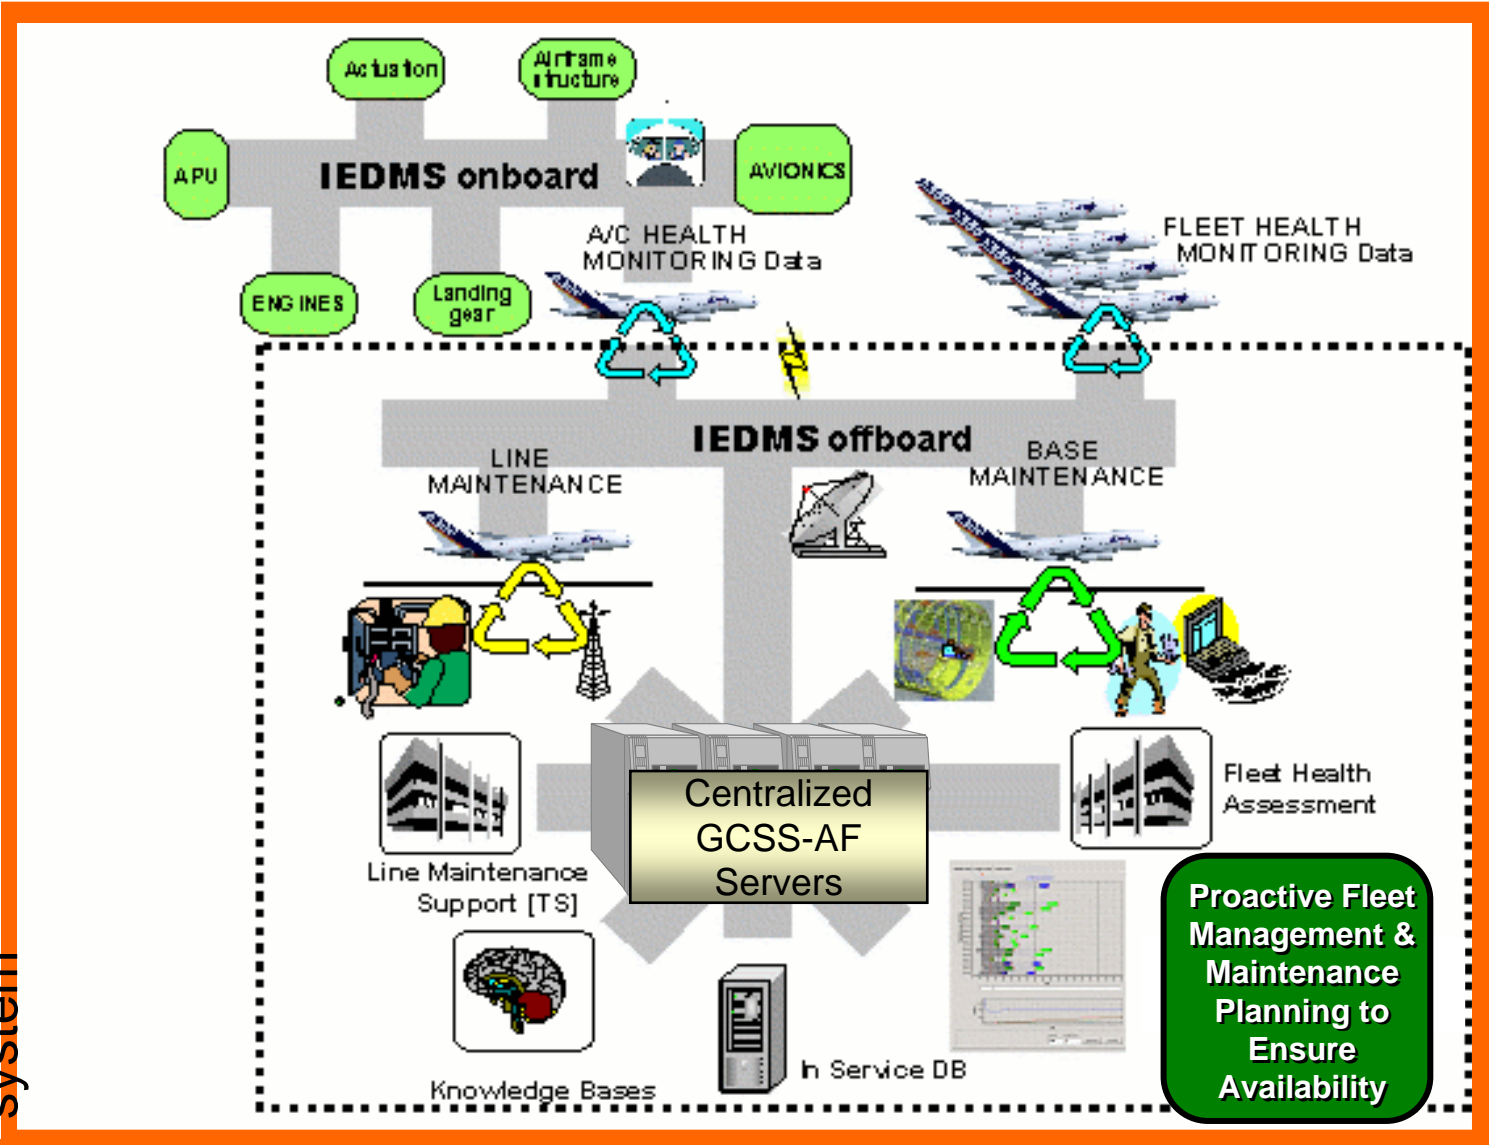 Actuation
Airframe
structure
APU
IEDMS onboard
AVIONICS
A/C HEALTH
MONITORING Data
FLEET HEALTH
MONITORING Data
ENGINES
Landing
gear
IEDMS offboard
LINE
MAINTENANCE
BASE
MAINTENANCE
Centralized
GCSS-AF
Servers
Fleet Health
Assessment
Line Maintenance
Support [TS]
Proactive Fleet
Management &
Maintenance
Planning to
Ensure
Availability
Knowledge Bases
In Service DB
system